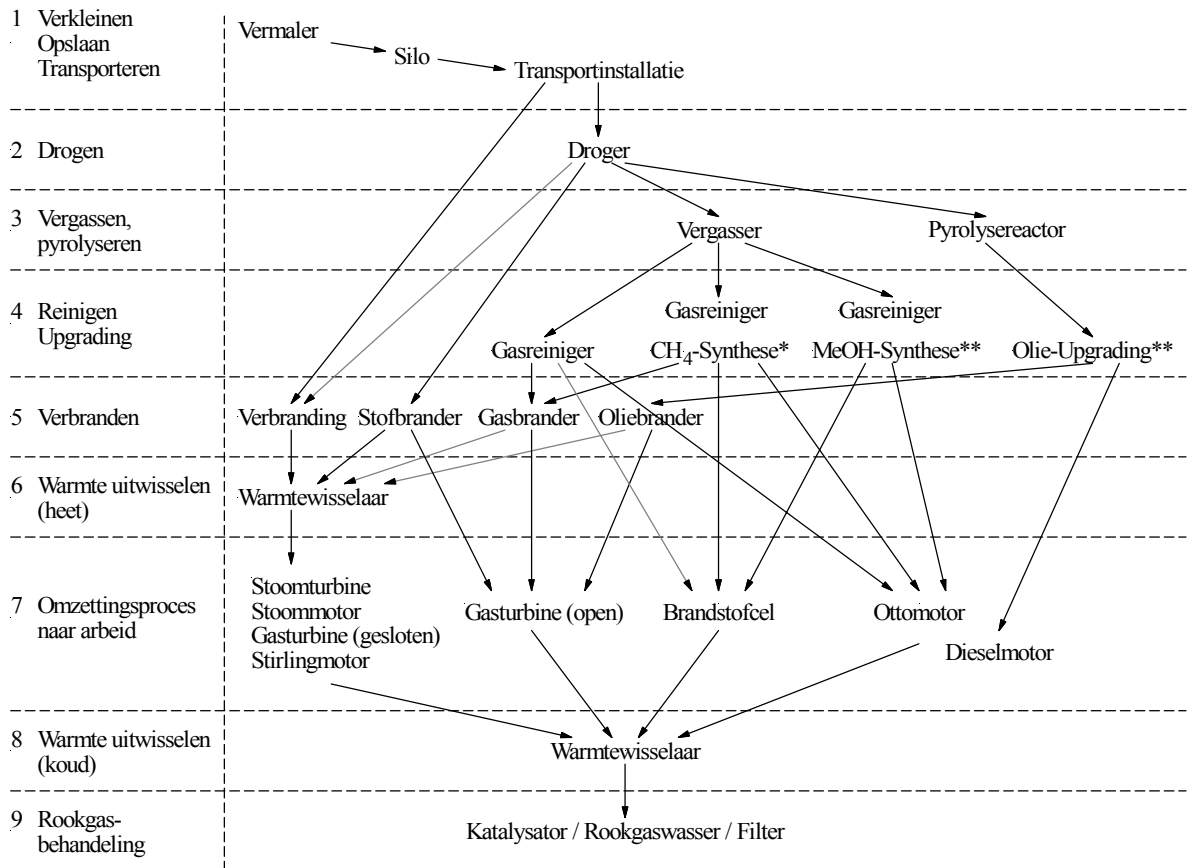 1 Verkleinen
Opslaan
Transporteren
Vermaler
Silo
Transportinstallatie
2 Drogen
Droger
3 Vergassen,
pyrolyseren
Vergasser
Pyrolysereactor
4 Reinigen
Upgrading
Gasreiniger
Gasreiniger
Gasreiniger
CH4-Synthese*
MeOH-Synthese**
Olie-Upgrading**
5 Verbranden
Verbranding
Stofbrander
Gasbrander
Oliebrander
6 Warmte uitwisselen
(heet)
Warmtewisselaar
7 Omzettingsproces
naar arbeid
Stoomturbine
Stoommotor
Gasturbine (gesloten)
Stirlingmotor
Gasturbine (open)
Brandstofcel
Ottomotor
Dieselmotor
8 Warmte uitwisselen
(koud)
Warmtewisselaar
9 Rookgas-
behandeling
Katalysator / Rookgaswasser / Filter